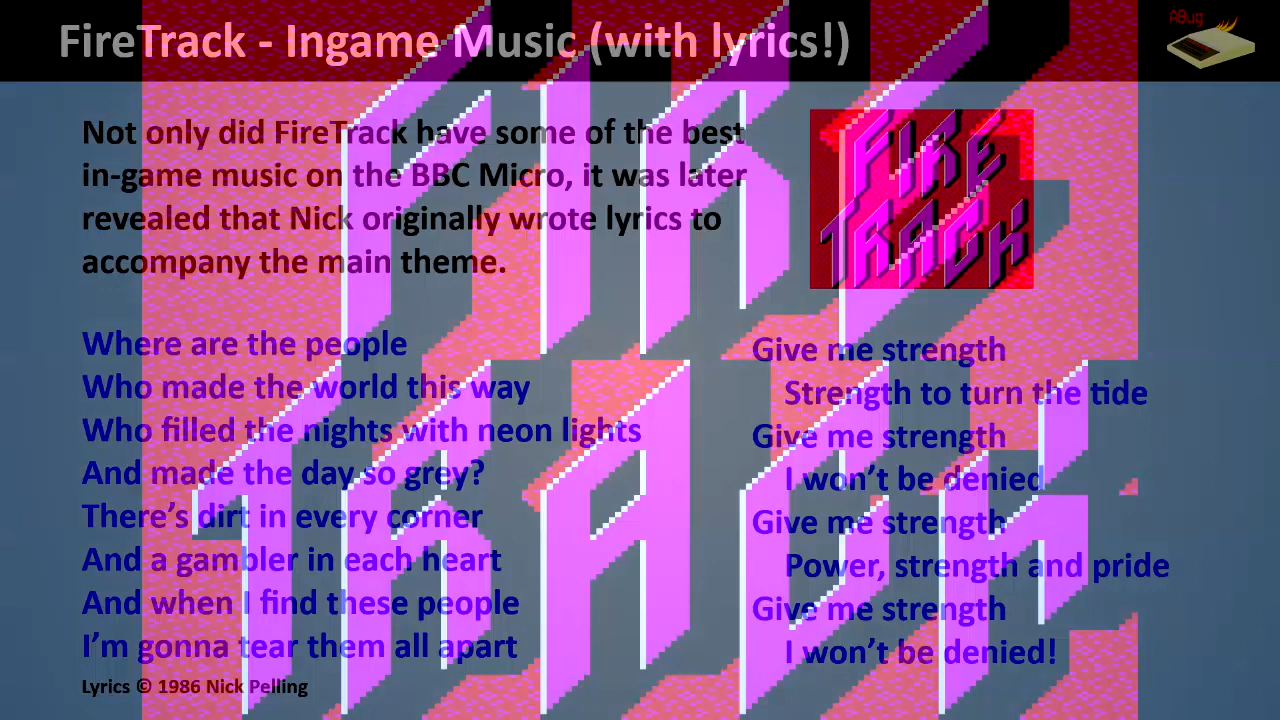 FireTrack - Ingame Music (with lyrics!)
ABug
Not only did FireTrack have some of the best
in-game music on the BBC Micro, it was later
revealed that Nick originally wrote lyrics to
accompany the main theme.
FIRE
TRACK
Where are the people
Who made the world this way
Who filled the nights with neon lights
And made the day so grey?
There’s dirt in every corner
And a gambler in each heart
And when I find these people
I’m gonna tear them all apart
Lyrics © 1986 Nick Pelling
Give me strength
Strength to turn the tide
Give me strength
I won’t be denied
Give me strength
Power, strength and pride
Give me strength
I won’t be denied!
FIRE
TRACK